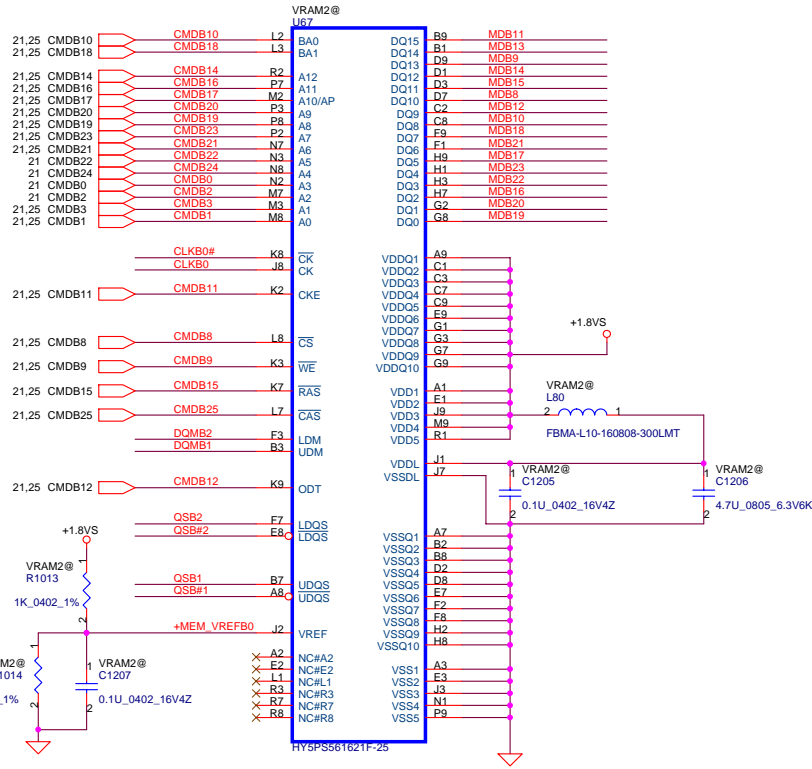 VRAM2@
U67
21,25 CMDB10 CMDB10 L2 BA0 DQ15 B9 MDB11
21,25 CMDB18 CMDB18 L3 BA1 DQ14 B1 MDB13
DQ13 D9 MDB9
21,25 CMDB14 CMDB14 R2 A12 DQ12 D1 MDB14
21,25 CMDB16 CMDB16 P7 A11 DQ11 D3 MDB15
21,25 CMDB17 CMDB17 M2 A10/AP DQ10 D7 MDB8
21,25 CMDB20 CMDB20 P3 A9 DQ9 C2 MDB12
21,25 CMDB19 CMDB19 P8 A8 DQ8 C8 MDB10
21,25 CMDB23 CMDB23 P2 A7 DQ7 F9 MDB18
21,25 CMDB21 CMDB21 N7 A6 DQ6 F1 MDB21
21 CMDB22 CMDB22 N3 A5 DQ5 H9 MDB17
21 CMDB24 CMDB24 N8 A4 DQ4 H1 MDB23
21 CMDB0 CMDB0 N2 A3 DQ3 H3 MDB22
21 CMDB2 CMDB2 M7 A2 DQ2 H7 MDB16
21,25 CMDB3 CMDB3 M3 A1 DQ1 G2 MDB20
21,25 CMDB1 CMDB1 M8 A0 DQ0 G8 MDB19
CLKB0# K8 CK VDDQ1 A9
CLKB0 J8 CK VDDQ2 C1
VDDQ3 C3
21,25 CMDB11 CMDB11 K2 CKE VDDQ4 C7
VDDQ5 C9
VDDQ6 E9
VDDQ7 G1
+1.8VS
21,25 CMDB8 CMDB8 L8 CS VDDQ8 G3
VDDQ9 G7
21,25 CMDB9 CMDB9 K3 WE VDDQ10 G9
21,25 CMDB15 CMDB15 K7 RAS VDD1 A1
VRAM2@
VDD2 E1
L80
21,25 CMDB25 CMDB25 L7 CAS VDD3 J9 2 1
VDD4 M9
DQMB2 F3 LDM VDD5 R1
FBMA-L10-160808-300LMT
DQMB1 B3 UDM
VDDL J1
VSSDL J7
1 VRAM2@ 1 VRAM2@
C1205 C1206
21,25 CMDB12 CMDB12 K9 ODT
0.1U_0402_16V4Z 4.7U_0805_6.3V6K
2 2
QSB2 F7 LDQS
QSB#2 E8 LDQS
VSSQ1 A7
VSSQ2 B2
VSSQ3 B8
VSSQ4 D2
QSB1 B7 UDQS VSSQ5 D8
QSB#1 A8 UDQS VSSQ6 E7
VSSQ7 F2
VSSQ8 F8
+1.8VS
VRAM2@ 1
R1013
1K_0402_1%
2
+MEM_VREFB0 J2 VREF VSSQ9 H2
VSSQ10 H8
A2 NC#A2
E2 NC#E2 VSS1 A3
L1 NC#L1 VSS2 E3
R3 NC#R3 VSS3 J3
R7 NC#R7 VSS4 N1
R8 NC#R8 VSS5 P9
1 1 VRAM2@
M2@
1014 C1207
_1% 0.1U_0402_16V4Z
2 2
HY5PS561621F-25